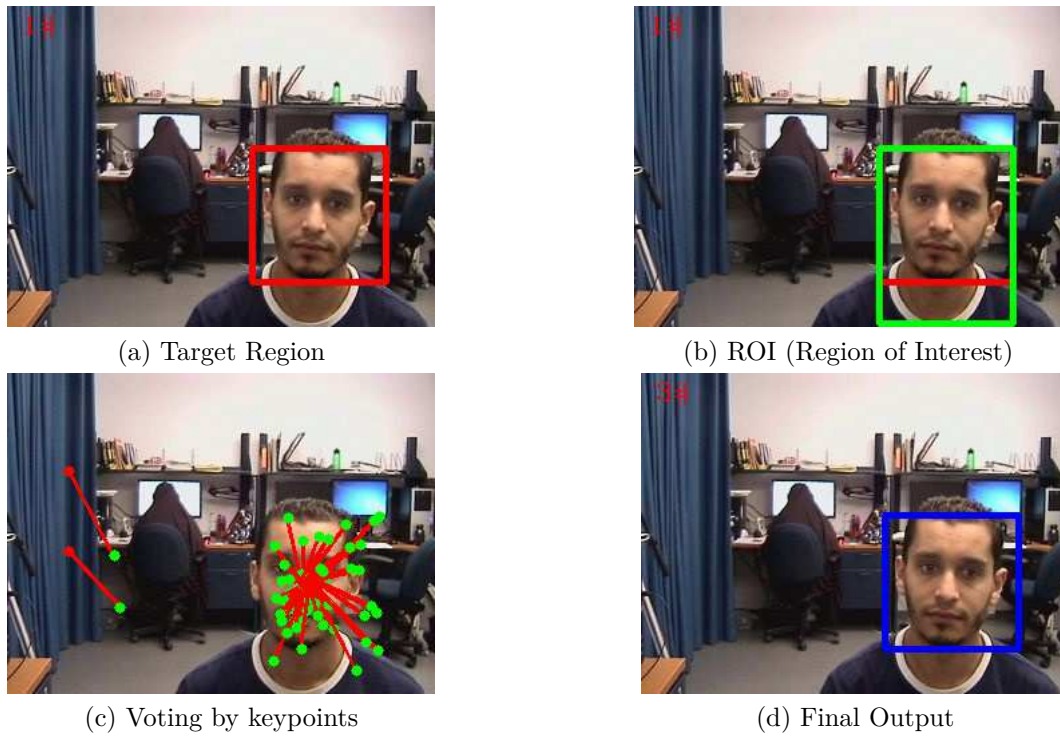 1#
1#
(a) Target Region
(b) ROI (Region of Interest)
3#
(c) Voting by keypoints
(d) Final Output